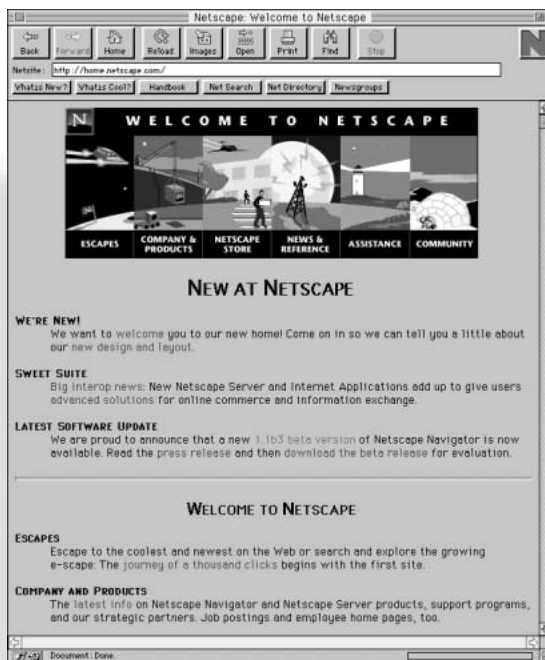 Netscape: Welcome to Netscape
Back Forward Home Reload Images Open Print Find Stop
N
Netsite: http://home.netscape.com/
What's New? What's Cool? Handbook Net Search Net Directory Newsgroups
N WELCOME TO NETSCAPE
ESCAPES COMPANY & PRODUCTS NETSCAPE STORE NEWS & REFERENCE ASSISTANCE COMMUNITY
NEW AT NETSCAPE
WE'RE NEW!
We want to welcome you to our new home! Come on in so we can tell you a little about
our new design and layout.
SWEET SUITE
Big interop news: New Netscape Server and Internet Applications add up to give users
advanced solutions for online commerce and information exchange.
LATEST SOFTWARE UPDATE
We are proud to announce that a new 1.1b3 beta version of Netscape Navigator is now
available. Read the press release and then download the beta release for evaluation.
WELCOME TO NETSCAPE
ESCAPES
Escape to the coolest and newest on the Web or search and explore the growing
e-scape: The journey of a thousand clicks begins with the first site.
COMPANY AND PRODUCTS
The latest info on Netscape Navigator and Netscape Server products, support programs,
and our strategic partners. Job postings and employee home pages, too.
Document: Done.